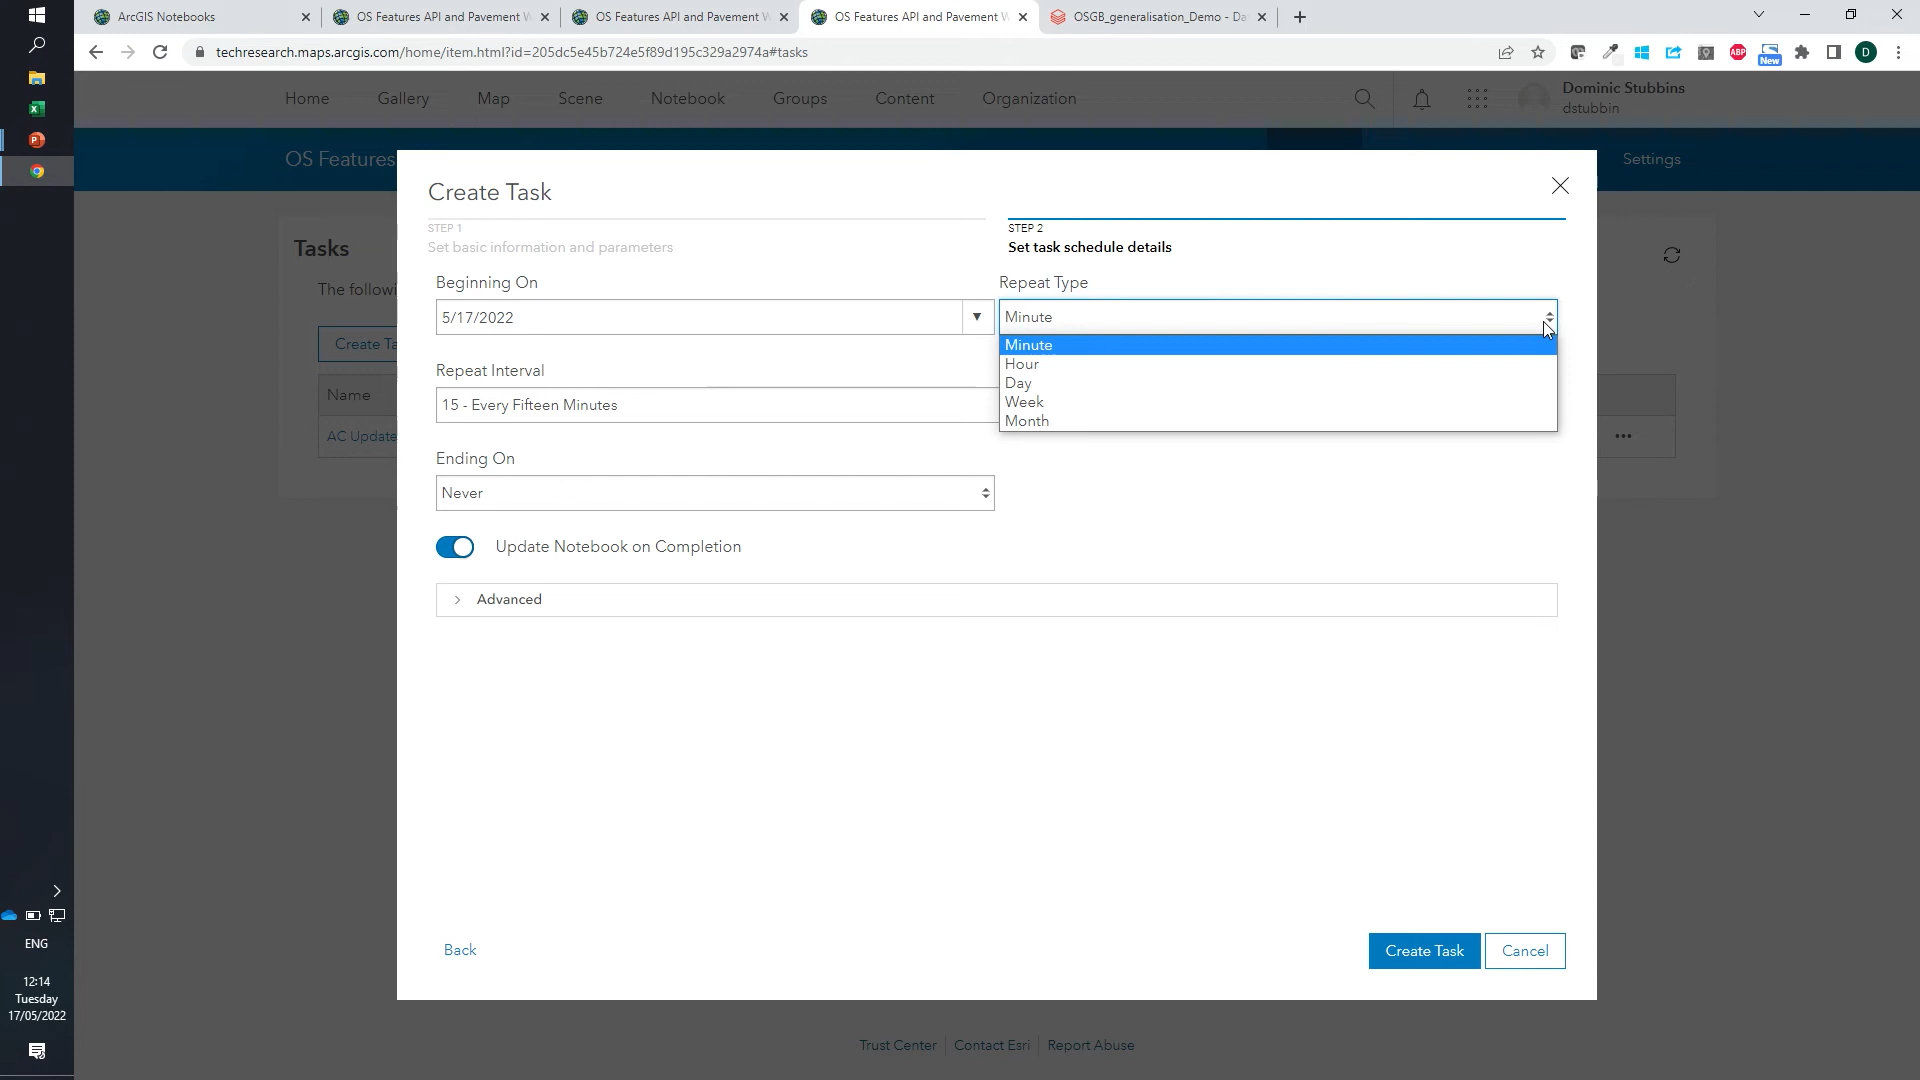 ArcGIS Notebooks
OS Features API and Pavement W
OS Features API and Pavement W
OS Features API and Pavement W
OSGB_generalisation_Demo - Da
techresearch.maps.arcgis.com/home/item.html?id=205dc5e45b724e5f89d195c329a2974a#tasks
ABP
New
D
Home
Gallery
Map
Scene
Notebook
Groups
Content
Organization
Dominic Stubbins
dstubbin
OS Features
Settings
Create Task
STEP 1
Set basic information and parameters
STEP 2
Set task schedule details
Tasks
The followi
Create Ta
Name
AC Update
Beginning On
5/17/2022
Repeat Type
Minute
Minute
Hour
Day
Week
Month
Repeat Interval
15 - Every Fifteen Minutes
Ending On
Never
Update Notebook on Completion
Advanced
Back
Create Task
Cancel
Trust Center
Contact Esri
Report Abuse
ENG
12:14
Tuesday
17/05/2022